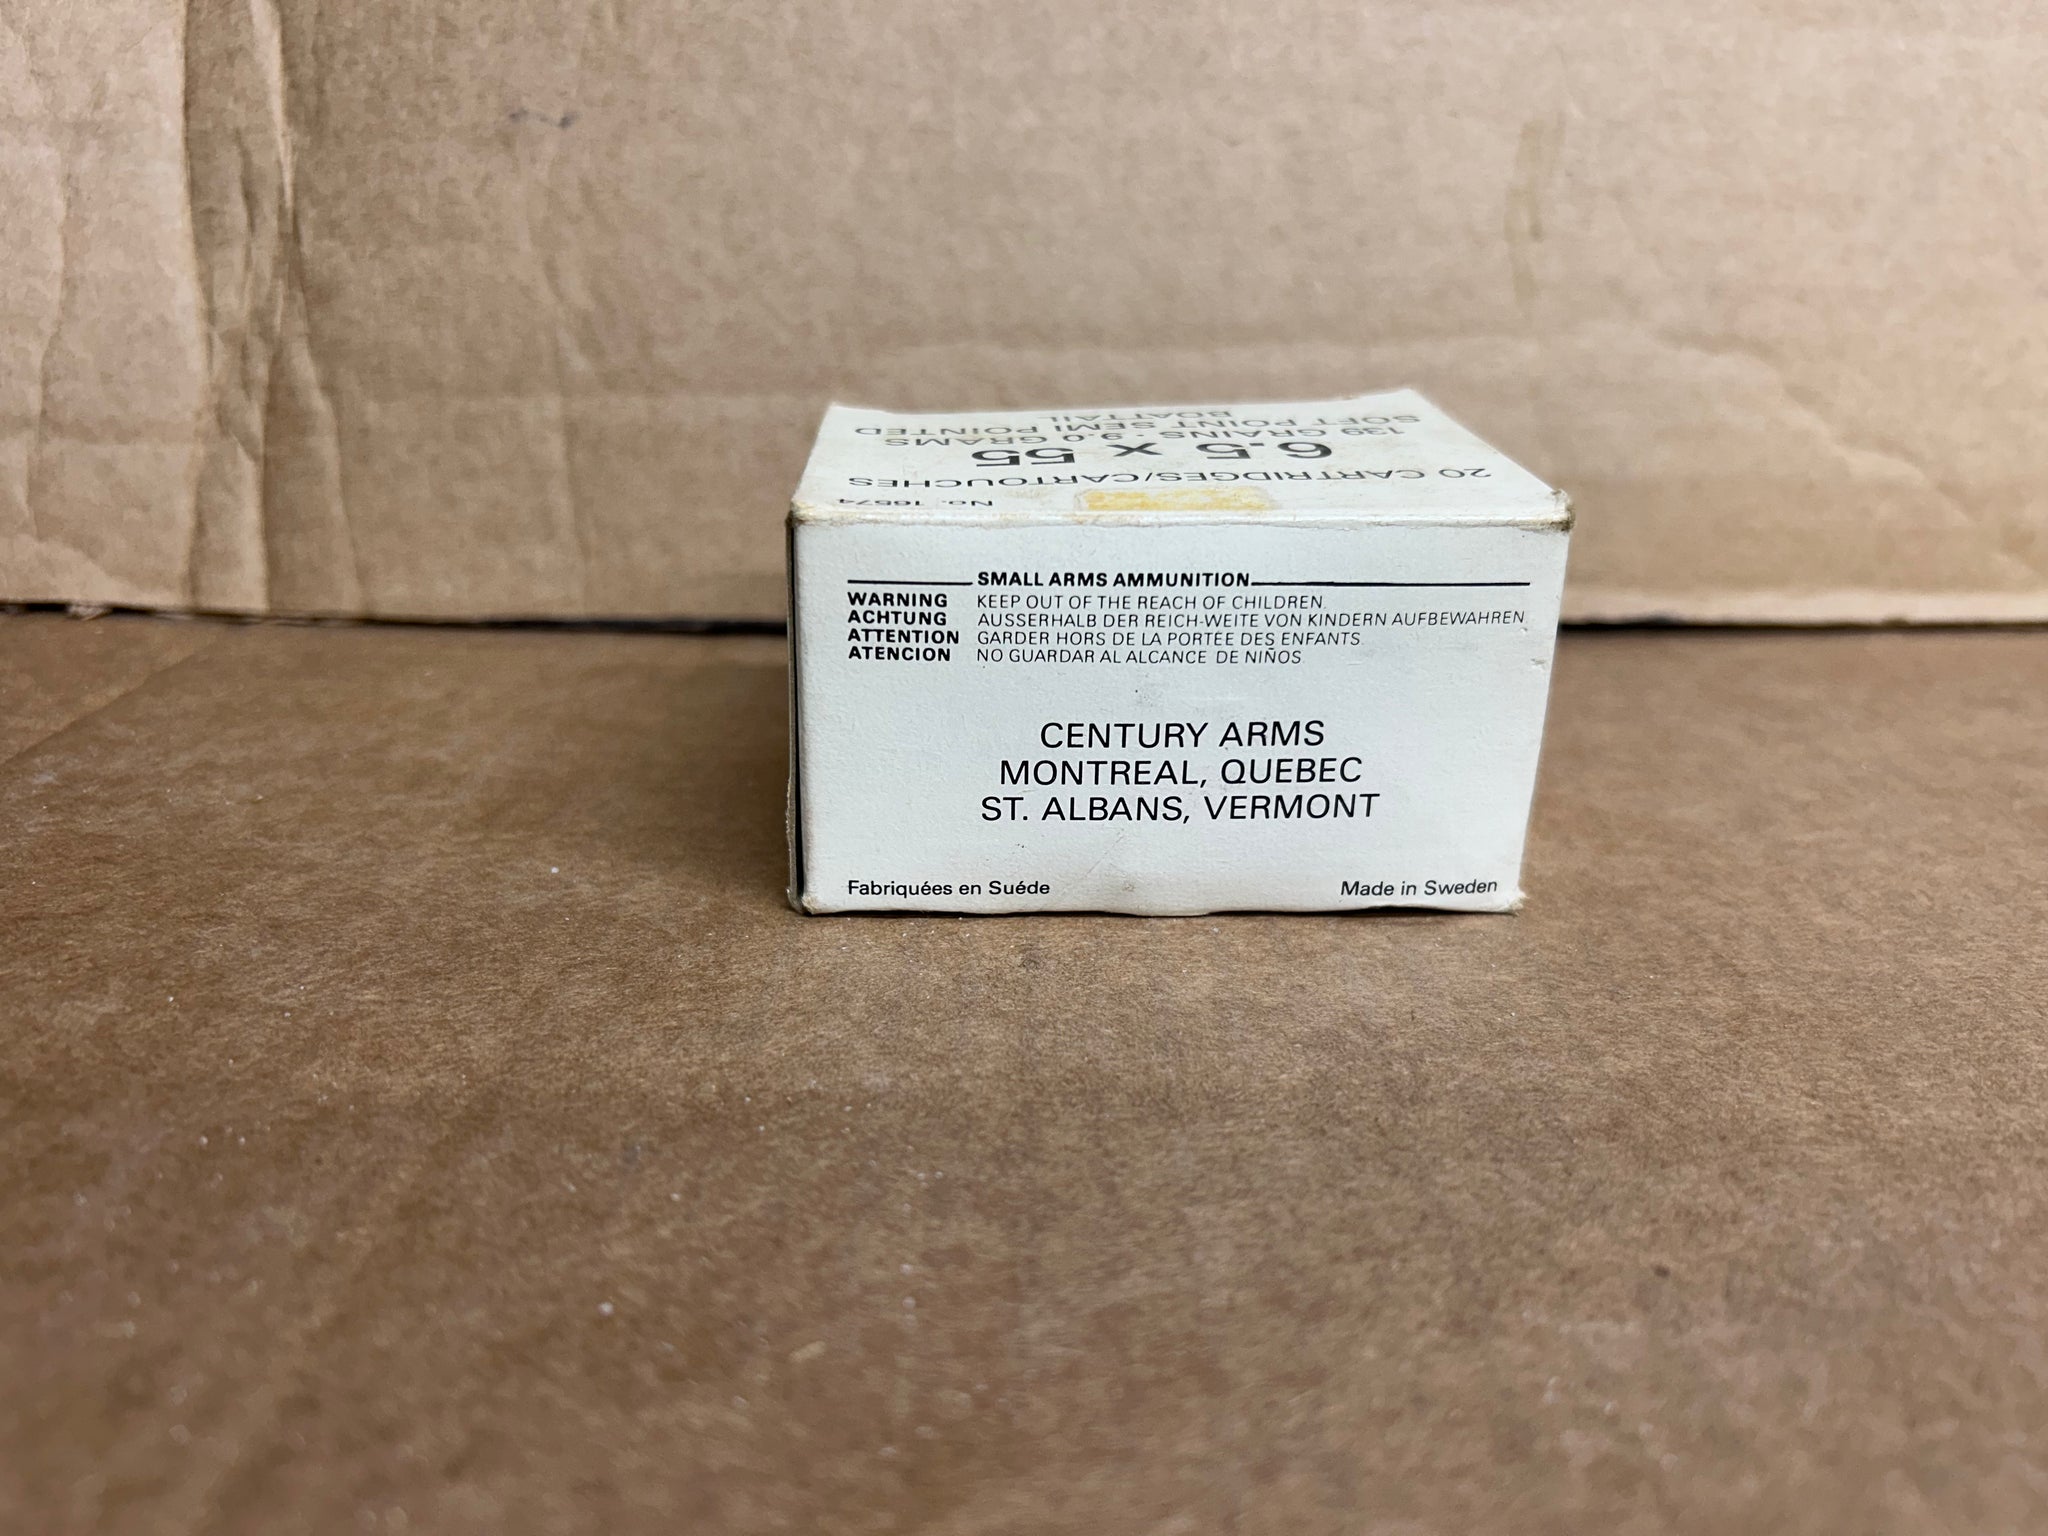 No. 16574
20 CARTRIDGES/CARTOUCHES
6.5 x 55
139 GRAINS - 9.0 GRAMS
SOFT POINT SEMI POINTED
BOATTAIL
SMALL ARMS AMMUNITION
WARNING KEEP OUT OF THE REACH OF CHILDREN.
ACHTUNG AUSSERHALB DER REICH-WEITE VON KINDERN AUFBEWAHREN.
ATTENTION GARDER HORS DE LA PORTÉE DES ENFANTS.
ATENCION NO GUARDAR AL ALCANCE DE NIÑOS.
CENTURY ARMS
MONTREAL, QUEBEC
ST. ALBANS, VERMONT
Fabriquées en Suéde Made in Sweden